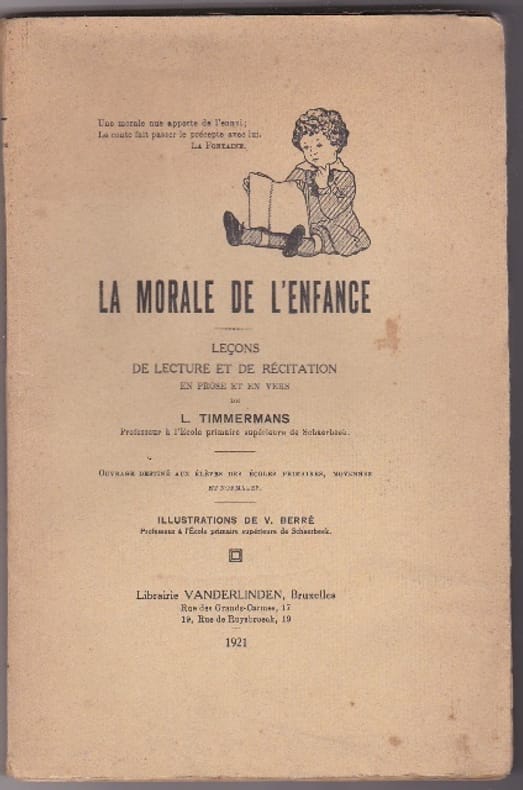 Une morale nue apporte de l'ennui;
Le conte fait passer le précepte avec lui.
LA FONTAINE.
LA MORALE DE L'ENFANCE
LEÇONS
DE LECTURE ET DE RÉCITATION
EN PROSE ET EN VERS
DE
L. TIMMERMANS
Professeur à l'École primaire supérieure de Schaerbeek.
OUVRAGE DESTINÉ AUX ÉLÈVES DES ÉCOLES PRIMAIRES, MOYENNES
ET NORMALES.
ILLUSTRATIONS DE V. BERRÉ
Professeur à l'École primaire supérieure de Schaerbeek.
Librairie VANDERLINDEN, Bruxelles
Rue des Grands-Carmes, 17
19, Rue de Ruysbroeck, 19
1921